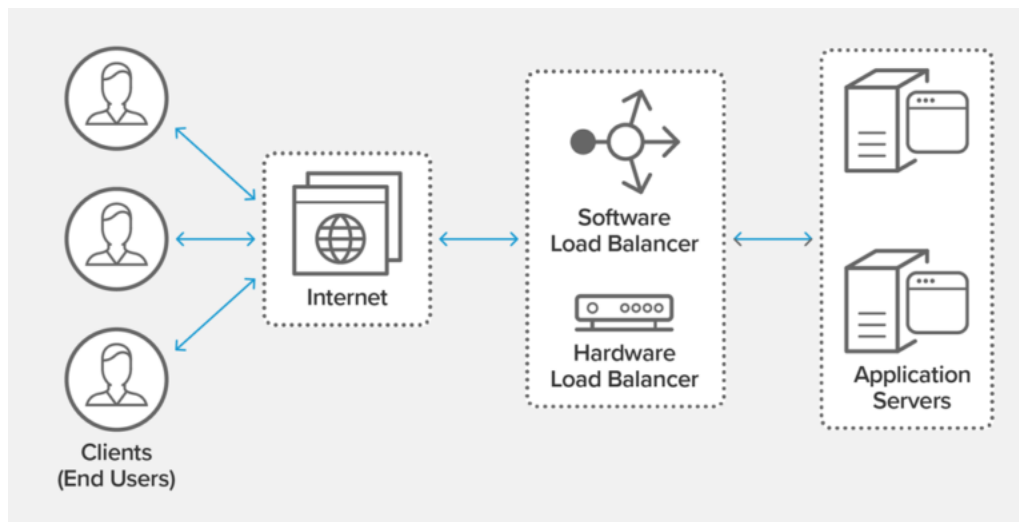 Clients
(End Users)
Internet
Software
Load Balancer
Hardware
Load Balancer
Application
Servers